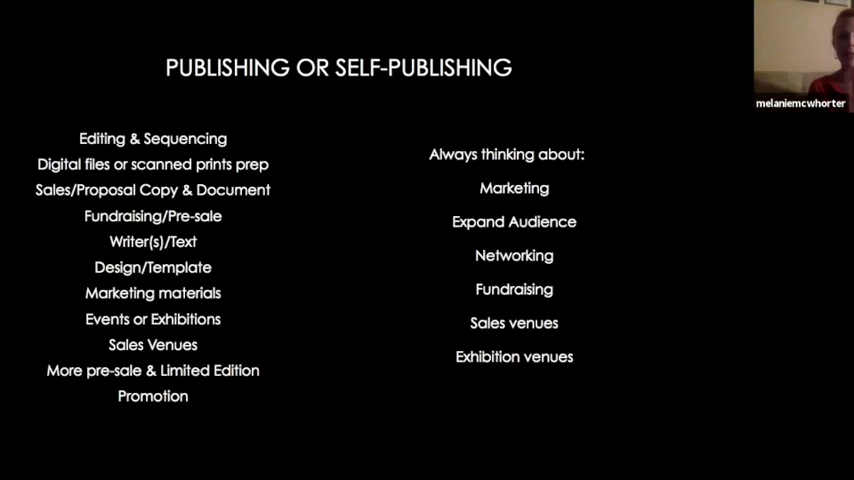 PUBLISHING OR SELF-PUBLISHING
melaniemcwhorter
Editing & Sequencing
Digital files or scanned prints prep
Sales/Proposal Copy & Document
Fundraising/Pre-sale
Writer(s)/Text
Design/Template
Marketing materials
Events or Exhibitions
Sales Venues
More pre-sale & Limited Edition
Promotion
Always thinking about:
Marketing
Expand Audience
Networking
Fundraising
Sales venues
Exhibition venues